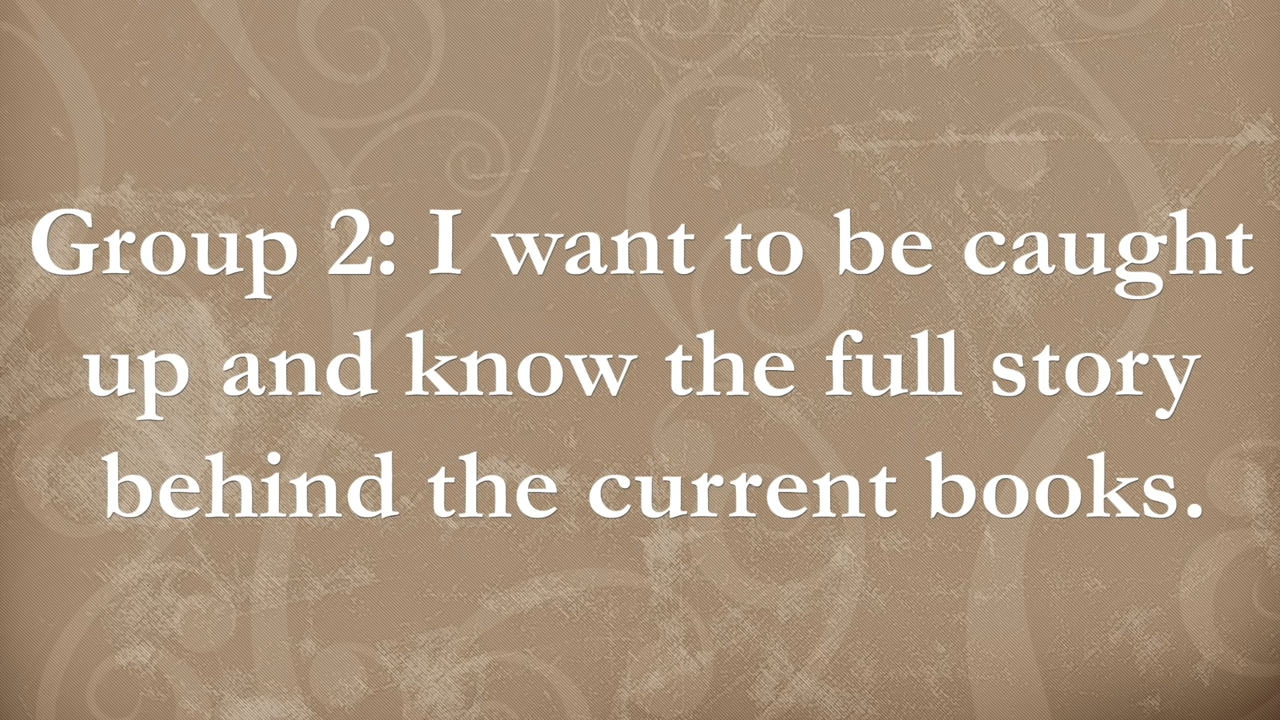 Group 2: I want to be caught
up and know the full story
behind the current books.